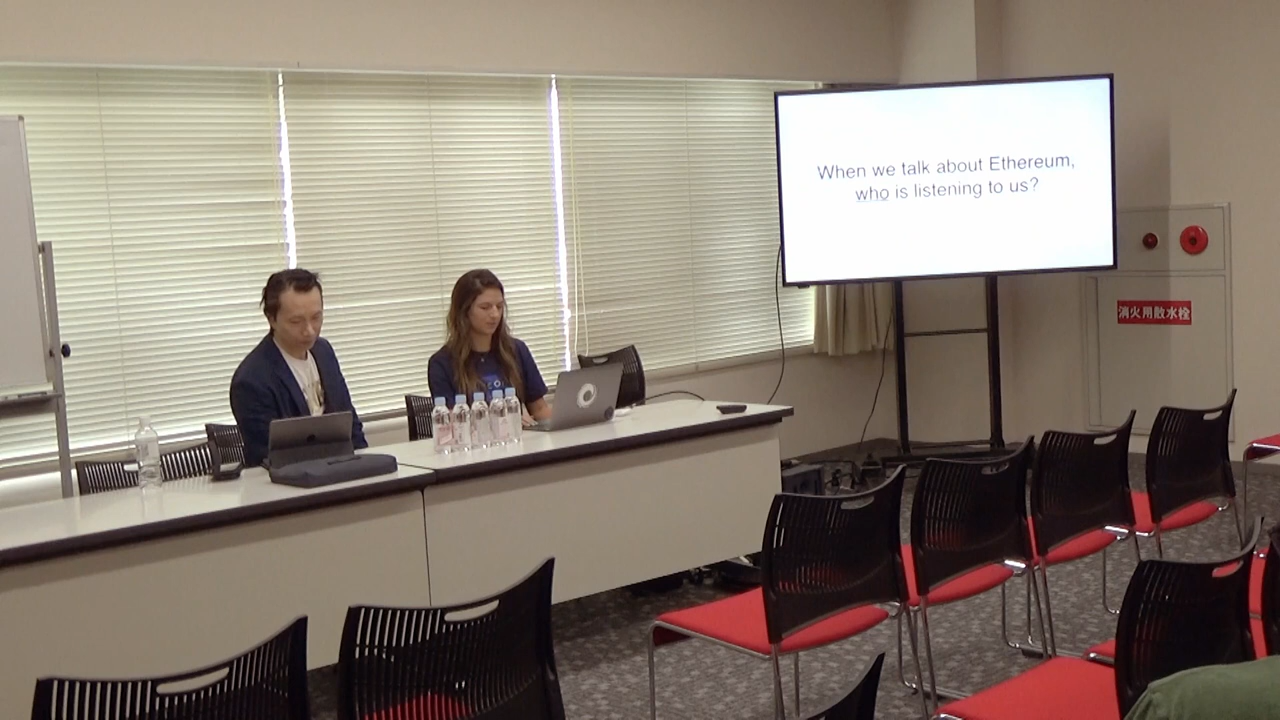 When we talk about Ethereum,
who is listening to us?
消火用散水栓